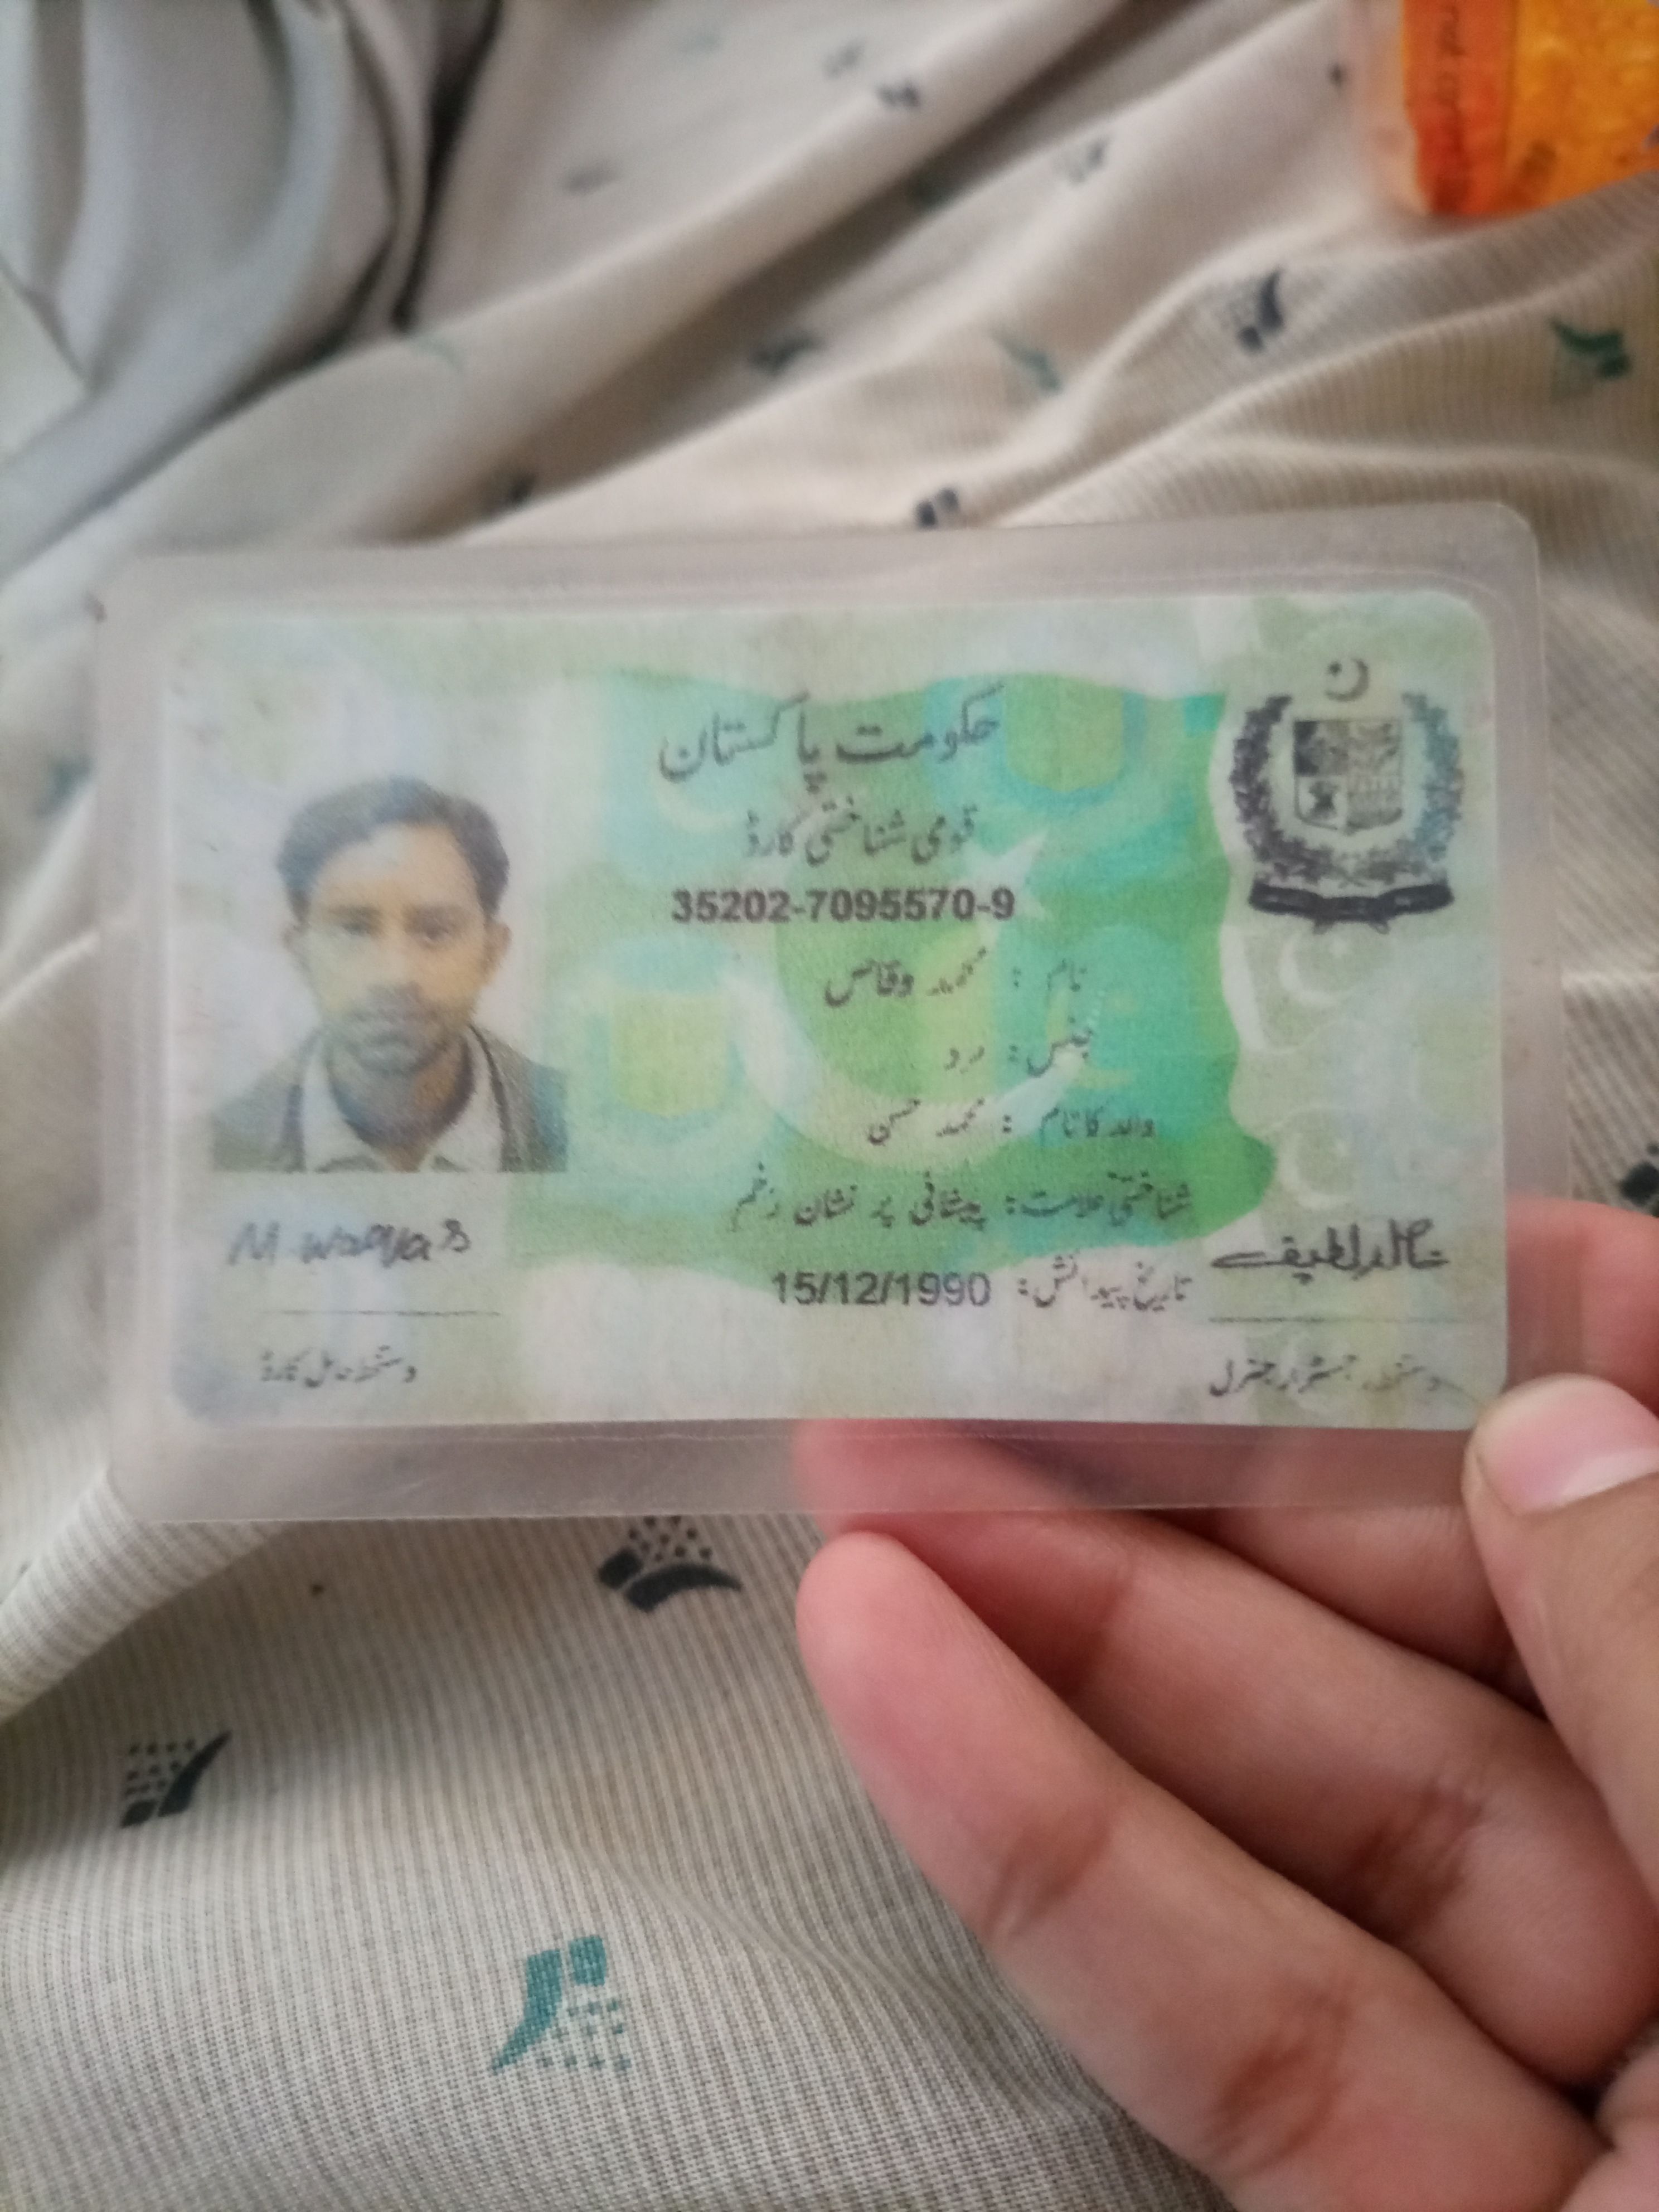 حکومت پاکستان
قومی شناختی کارڈ
35202-7095570-9
نام : محمد وقاص
جنس : مرد
والد کا نام : محمد حسن
شناختی علامت: پیشانی پر نشان زخم
تاریخ پیدائش: 15/12/1990
M-waqas
خالد لطیف
دستخط حامل کارڈ
دستخط رجسٹرار جنرل